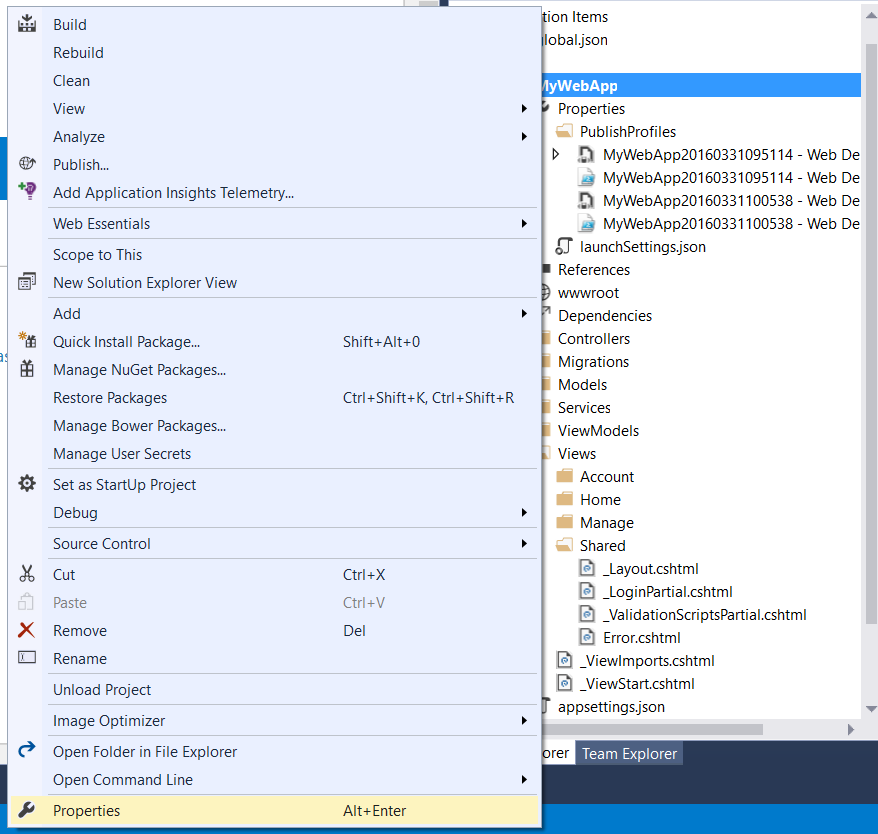 Build
Rebuild
Clean
View
Analyze
Publish...
Add Application Insights Telemetry...
Web Essentials
Scope to This
New Solution Explorer View
Add
Quick Install Package... Shift+Alt+0
Manage NuGet Packages...
Restore Packages Ctrl+Shift+K, Ctrl+Shift+R
Manage Bower Packages...
Manage User Secrets
Set as StartUp Project
Debug
Source Control
Cut Ctrl+X
Paste Ctrl+V
Remove Del
Rename
Unload Project
Image Optimizer
Open Folder in File Explorer
Open Command Line
Properties Alt+Enter
tion Items
global.json
MyWebApp
Properties
PublishProfiles
MyWebApp20160331095114 - Web De
MyWebApp20160331095114 - Web De
MyWebApp20160331100538 - Web De
MyWebApp20160331100538 - Web De
launchSettings.json
References
wwwroot
Dependencies
Controllers
Migrations
Models
Services
ViewModels
Views
Account
Home
Manage
Shared
_Layout.cshtml
_LoginPartial.cshtml
_ValidationScriptsPartial.cshtml
Error.cshtml
_ViewImports.cshtml
_ViewStart.cshtml
appsettings.json
orer Team Explorer